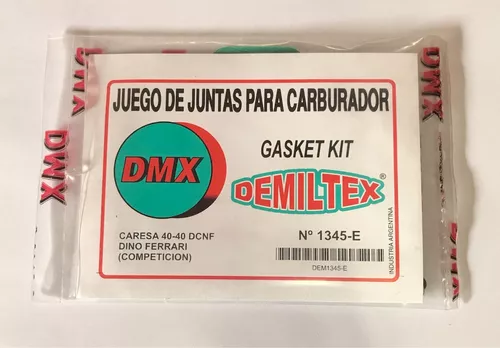 JUEGO DE JUNTAS PARA CARBURADOR
DMX
GASKET KIT
DEMILTEX
CARESA 40-40 DCNF
DINO FERRARI
(COMPETICION)
Nº 1345-E
DEM1345-E
INDUSTRIA ARGENTINA
DMX
DMX